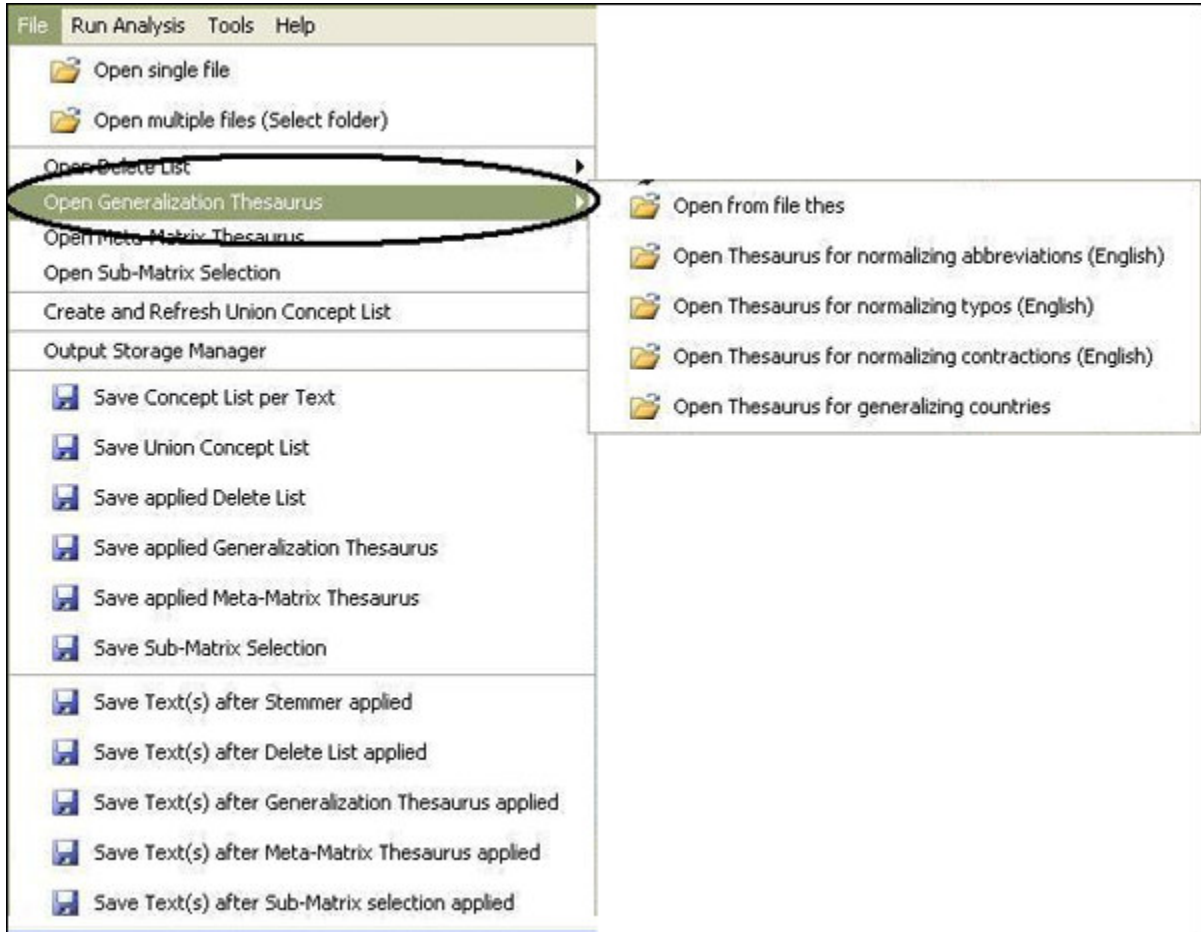 File Run Analysis Tools Help
Open single file
Open multiple files (Select folder)
Open Delete List
Open Generalization Thesaurus
Open Meta-Matrix Thesaurus
Open Sub-Matrix Selection
Create and Refresh Union Concept List
Output Storage Manager
Save Concept List per Text
Save Union Concept List
Save applied Delete List
Save applied Generalization Thesaurus
Save applied Meta-Matrix Thesaurus
Save Sub-Matrix Selection
Save Text(s) after Stemmer applied
Save Text(s) after Delete List applied
Save Text(s) after Generalization Thesaurus applied
Save Text(s) after Meta-Matrix Thesaurus applied
Save Text(s) after Sub-Matrix selection applied
Open from file thes
Open Thesaurus for normalizing abbreviations (English)
Open Thesaurus for normalizing typos (English)
Open Thesaurus for normalizing contractions (English)
Open Thesaurus for generalizing countries